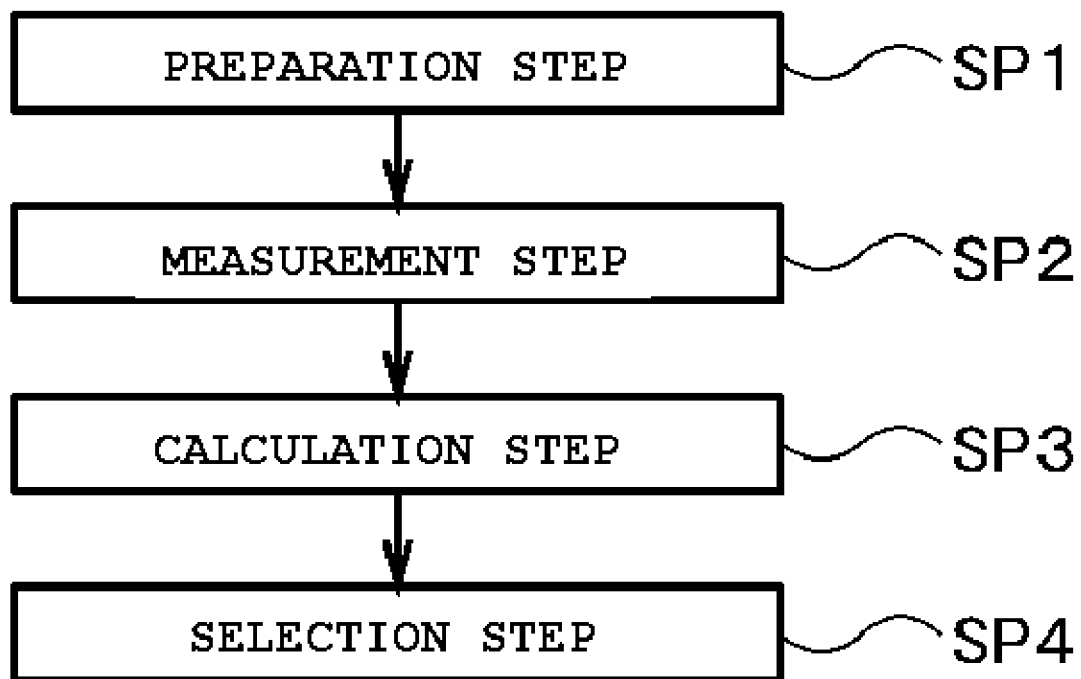 PREPARATION STEP SP1
MEASUREMENT STEP SP2
CALCULATION STEP SP3
SELECTION STEP SP4